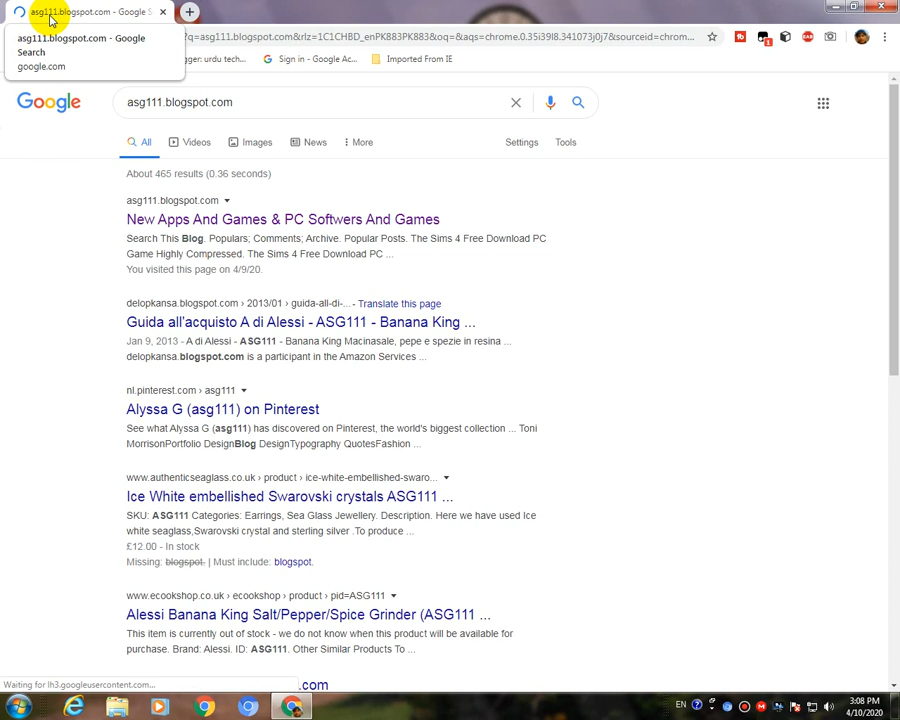 asg111.blogspot.com - Google S
?q=asg111.blogspot.com&rlz=1C1CHBD_enPK883PK883&oq=&aqs=chrome.0.35i39l8.341073j0j7&sourceid=chrom...
asg111.blogspot.com - Google
Search
google.com
gger: urdu tech...
Sign in - Google Ac...
Imported From IE
Google
asg111.blogspot.com
All
Videos
Images
News
More
Settings
Tools
About 465 results (0.36 seconds)
asg111.blogspot.com
New Apps And Games & PC Softwers And Games
Search This Blog. Populars; Comments; Archive. Popular Posts. The Sims 4 Free Download PC
Game Highly Compressed. The Sims 4 Free Download PC ...
You visited this page on 4/9/20.
delopkansa.blogspot.com › 2013/01 › guide-all-di-... - Translate this page
Guida all'acquisto A di Alessi - ASG111 - Banana King ...
Jan 9, 2013 - A di Alessi - ASG111 - Banana King Macinasale, pepe e spezie in resina ...
delopkansa.blogspot.com is a participant in the Amazon Services ...
nl.pinterest.com › asg111
Alyssa G (asg111) on Pinterest
See what Alyssa G (asg111) has discovered on Pinterest, the world's biggest collection ... Toni
MorrisonPortfolio DesignBlog DesignTypography QuotesFashion ...
www.authenticseaglass.co.uk › product › ice-white-embellished-swaro...
Ice White embellished Swarovski crystals ASG111 ...
SKU: ASG111 Categories: Earrings, Sea Glass Jewellery. Description. Here we have used Ice
white seaglass,Swarovski crystal and sterling silver .To produce ...
£12.00 - In stock
Missing: blogspot. | Must include: blogspot.
www.ecookshop.co.uk › ecookshop › product › pid=ASG111
Alessi Banana King Salt/Pepper/Spice Grinder (ASG111 ...
This item is currently out of stock - we do not know when this product will be available for
purchase. Brand: Alessi. ID: ASG111. Other Similar Products To ...
.com
Waiting for lh3.googleusercontent.com...
EN
3:08 PM
4/10/2020